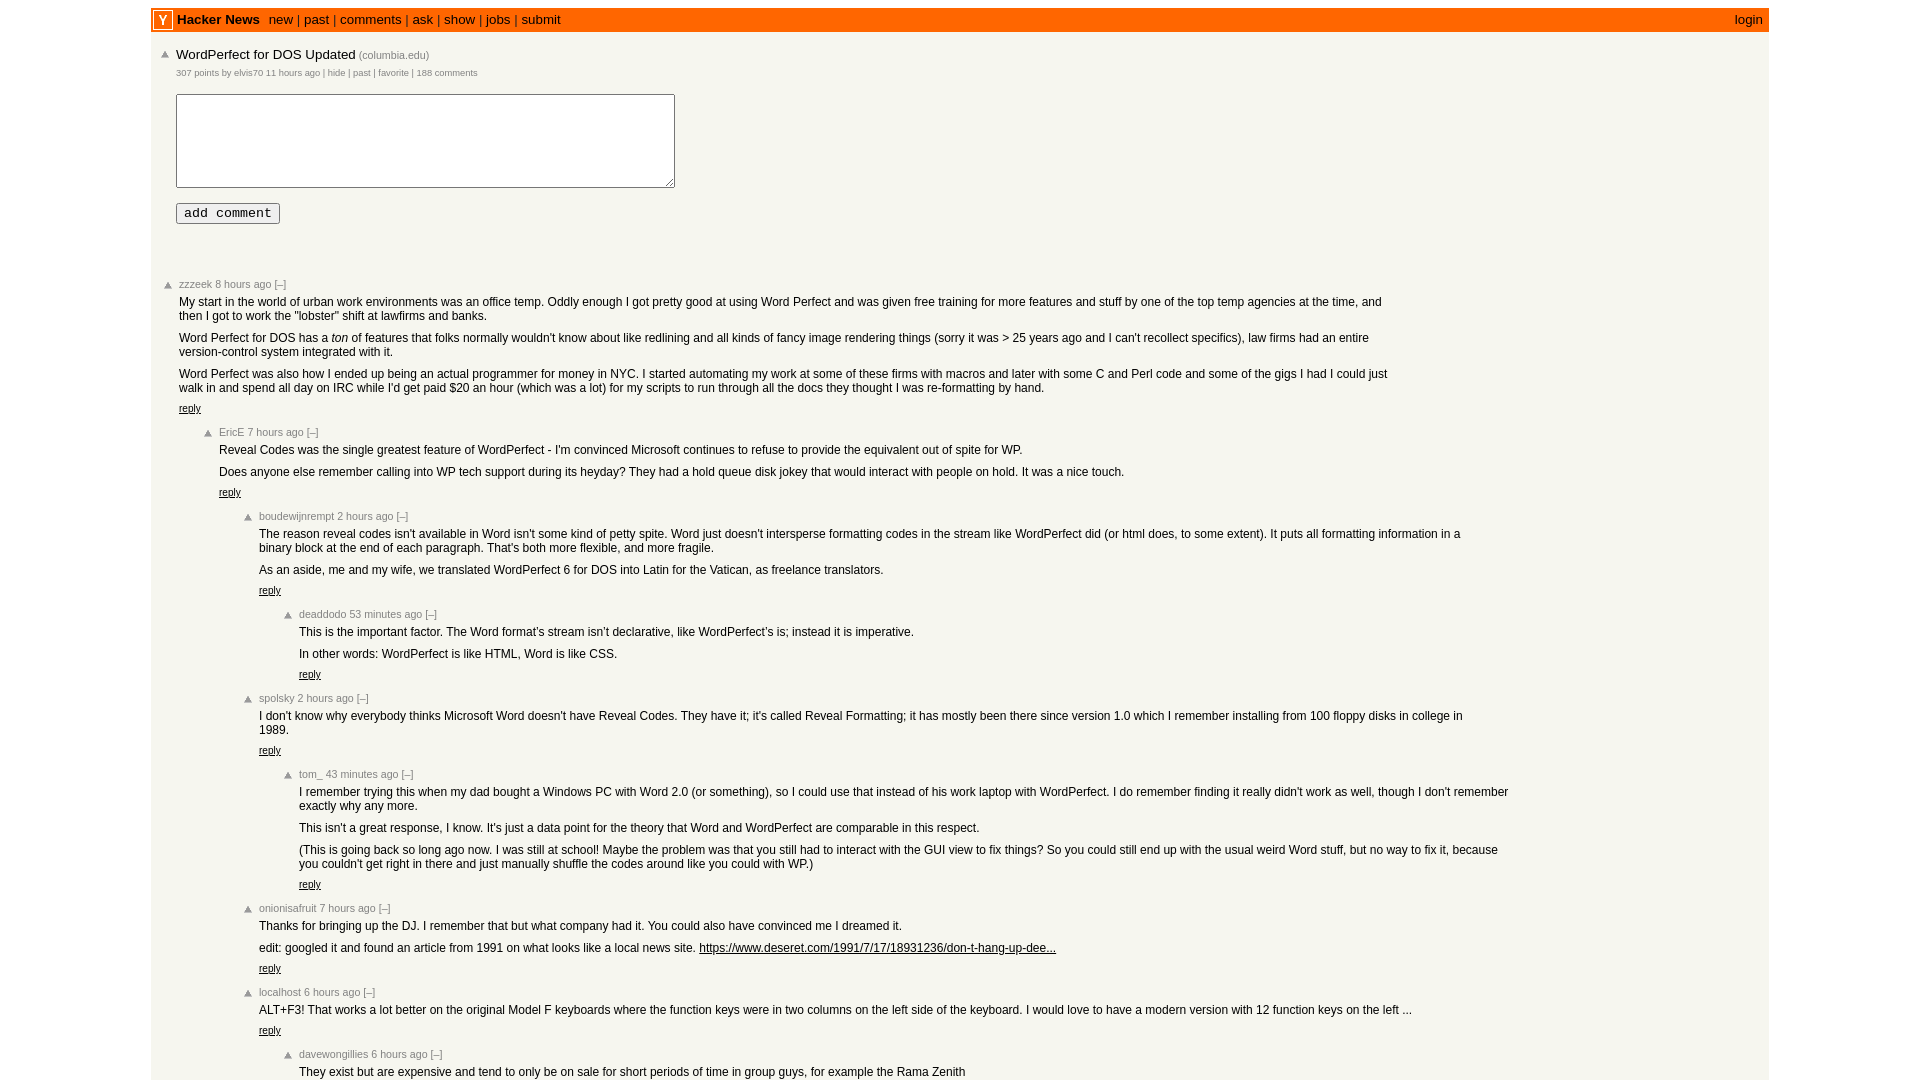 Y Hacker News new | past | comments | ask | show | jobs | submit login
WordPerfect for DOS Updated (columbia.edu)
307 points by elvis70 11 hours ago | hide | past | favorite | 188 comments
add comment
zzzeek 8 hours ago [–]
My start in the world of urban work environments was an office temp. Oddly enough I got pretty good at using Word Perfect and was given free training for more features and stuff by one of the top temp agencies at the time, and
then I got to work the "lobster" shift at lawfirms and banks.
Word Perfect for DOS has a ton of features that folks normally wouldn't know about like redlining and all kinds of fancy image rendering things (sorry it was > 25 years ago and I can't recollect specifics), law firms had an entire
version-control system integrated with it.
Word Perfect was also how I ended up being an actual programmer for money in NYC. I started automating my work at some of these firms with macros and later with some C and Perl code and some of the gigs I had I could just
walk in and spend all day on IRC while I'd get paid $20 an hour (which was a lot) for my scripts to run through all the docs they thought I was re-formatting by hand.
reply
EricE 7 hours ago [–]
Reveal Codes was the single greatest feature of WordPerfect - I'm convinced Microsoft continues to refuse to provide the equivalent out of spite for WP.
Does anyone else remember calling into WP tech support during its heyday? They had a hold queue disk jokey that would interact with people on hold. It was a nice touch.
reply
boudewijnrempt 2 hours ago [–]
The reason reveal codes isn't available in Word isn't some kind of petty spite. Word just doesn't intersperse formatting codes in the stream like WordPerfect did (or html does, to some extent). It puts all formatting information in a
binary block at the end of each paragraph. That's both more flexible, and more fragile.
As an aside, me and my wife, we translated WordPerfect 6 for DOS into Latin for the Vatican, as freelance translators.
reply
deaddodo 53 minutes ago [–]
This is the important factor. The Word format’s stream isn’t declarative, like WordPerfect’s is; instead it is imperative.
In other words: WordPerfect is like HTML, Word is like CSS.
reply
spolsky 2 hours ago [–]
I don't know why everybody thinks Microsoft Word doesn't have Reveal Codes. They have it; it's called Reveal Formatting; it has mostly been there since version 1.0 which I remember installing from 100 floppy disks in college in
1989.
reply
tom_ 43 minutes ago [–]
I remember trying this when my dad bought a Windows PC with Word 2.0 (or something), so I could use that instead of his work laptop with WordPerfect. I do remember finding it really didn't work as well, though I don't remember
exactly why any more.
This isn't a great response, I know. It's just a data point for the theory that Word and WordPerfect are comparable in this respect.
(This is going back so long ago now. I was still at school! Maybe the problem was that you still had to interact with the GUI view to fix things? So you could still end up with the usual weird Word stuff, but no way to fix it, because
you couldn't get right in there and just manually shuffle the codes around like you could with WP.)
reply
onionisafruit 7 hours ago [–]
Thanks for bringing up the DJ. I remember that but what company had it. You could also have convinced me I dreamed it.
edit: googled it and found an article from 1991 on what looks like a local news site. https://www.deseret.com/1991/7/17/18931236/don-t-hang-up-dee...
reply
localhost 6 hours ago [–]
ALT+F3! That works a lot better on the original Model F keyboards where the function keys were in two columns on the left side of the keyboard. I would love to have a modern version with 12 function keys on the left ...
reply
davewongillies 6 hours ago [–]
They exist but are expensive and tend to only be on sale for short periods of time in group guys, for example the Rama Zenith